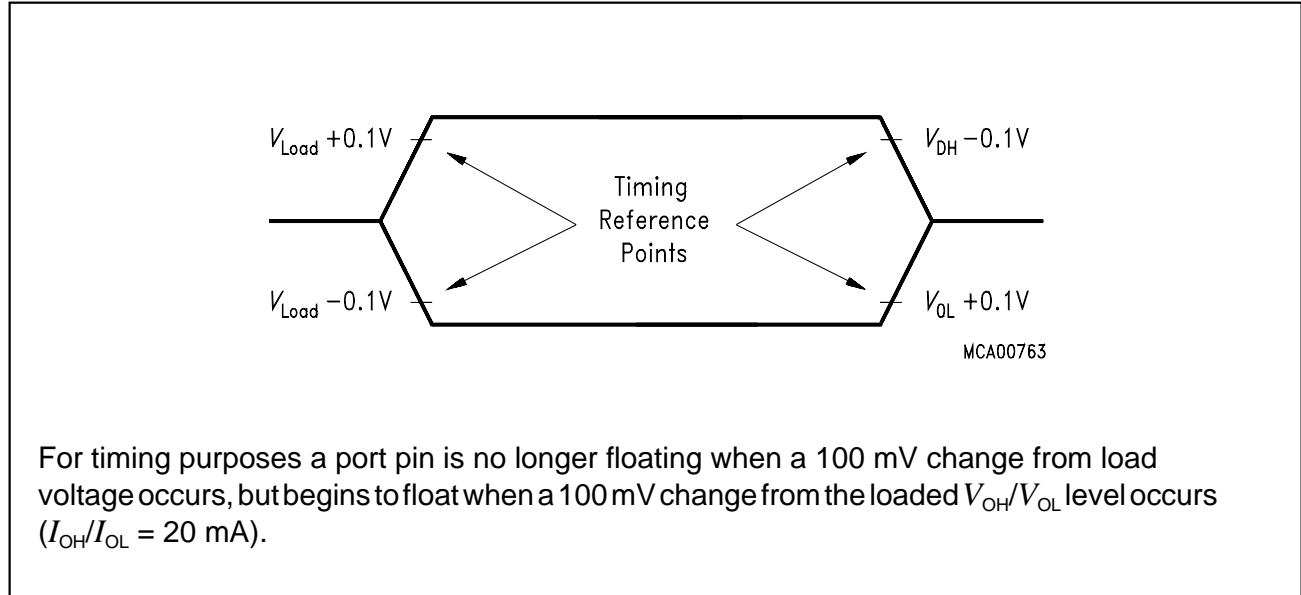 V_Load +0.1V
V_DH −0.1V
Timing
Reference
Points
V_Load −0.1V
V_OL +0.1V
MCA00763
For timing purposes a port pin is no longer floating when a 100 mV change from load
voltage occurs, but begins to float when a 100 mV change from the loaded V_OH/V_OL level occurs
(I_OH/I_OL = 20 mA).